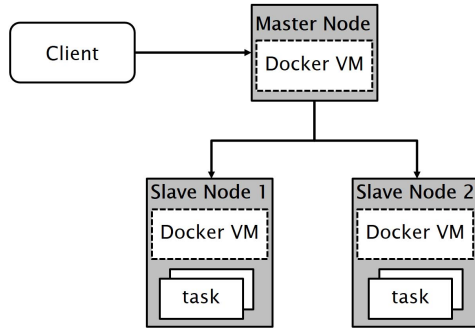 Client
Master Node
Docker VM
Slave Node 1
Docker VM
task
Slave Node 2
Docker VM
task